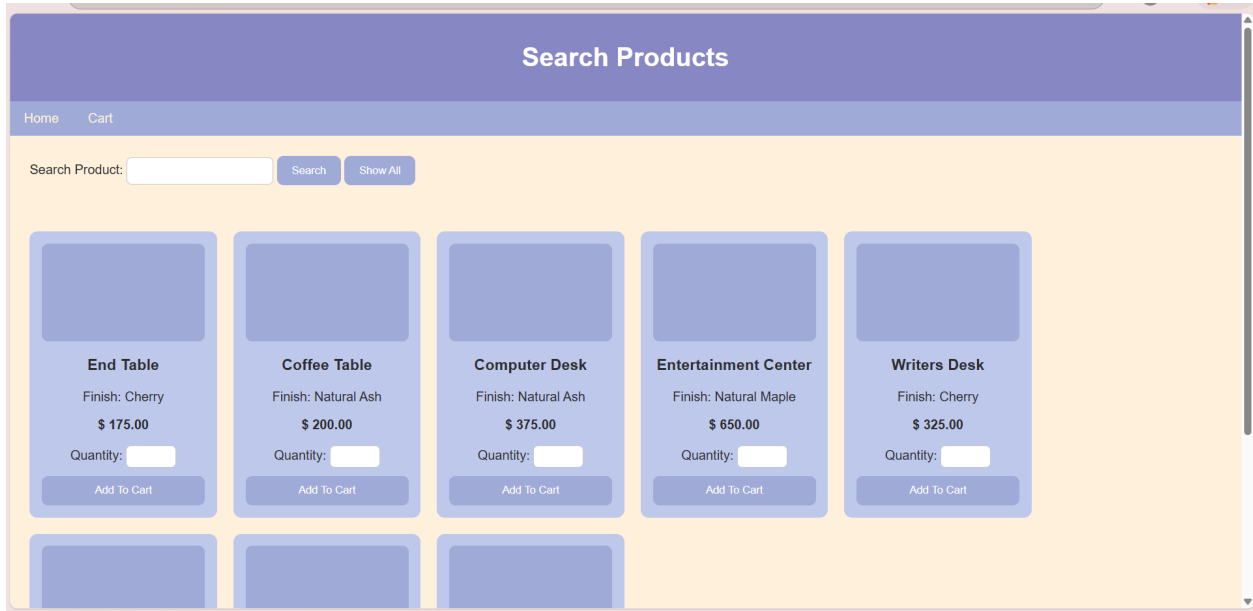 Search Products
Home Cart
Search Product: Search Show All
End Table Coffee Table Computer Desk Entertainment Center Writers Desk
Finish: Cherry Finish: Natural Ash Finish: Natural Ash Finish: Natural Maple Finish: Cherry
$ 175.00 $ 200.00 $ 375.00 $ 650.00 $ 325.00
Quantity: Quantity: Quantity: Quantity: Quantity:
Add To Cart Add To Cart Add To Cart Add To Cart Add To Cart